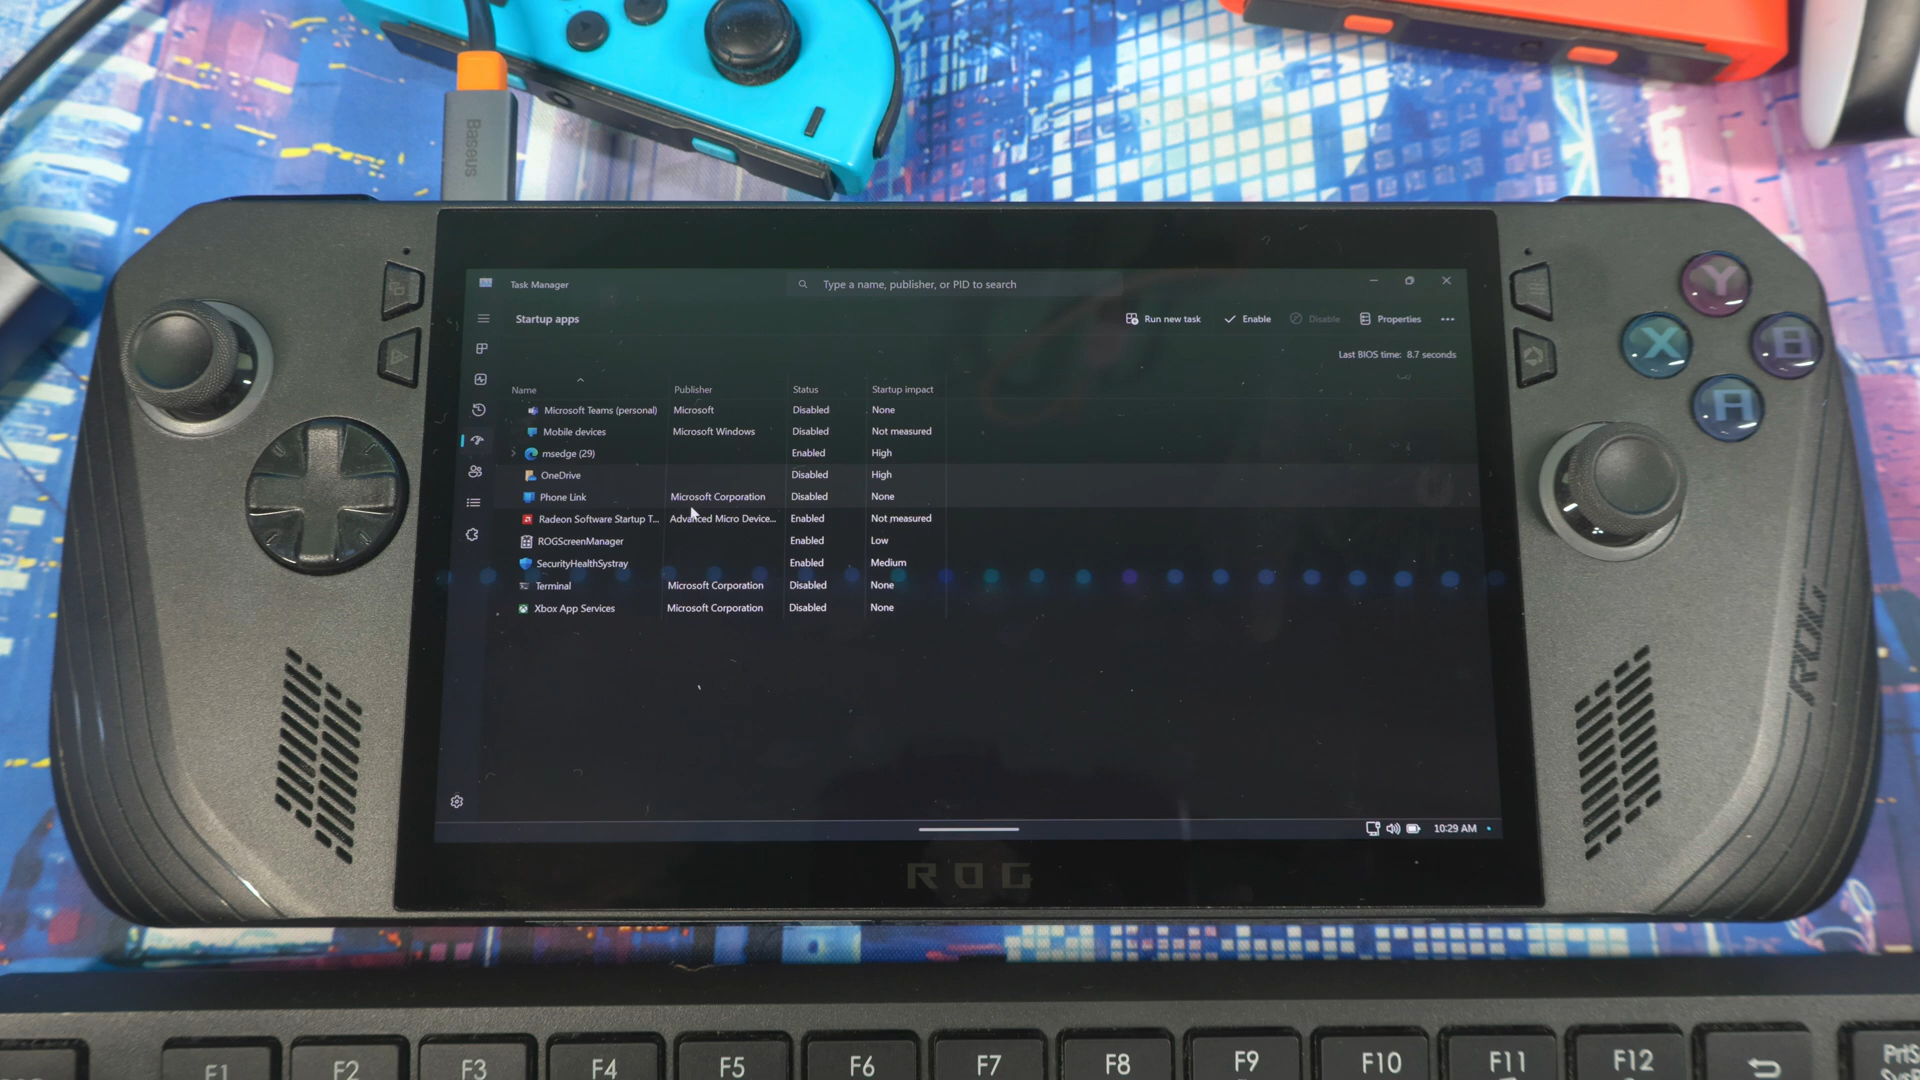 Baseus
Task Manager
Type a name, publisher, or PID to search
Startup apps
Run new task
Enable
Disable
Properties
Last BIOS time: 8.7 seconds
Name Publisher Status Startup impact
Microsoft Teams (personal) Microsoft Disabled None
Mobile devices Microsoft Windows Disabled Not measured
msedge (29) Enabled High
OneDrive Disabled High
Phone Link Microsoft Corporation Disabled None
Radeon Software Startup T... Advanced Micro Device... Enabled Not measured
ROGScreenManager Enabled Low
SecurityHealthSystray Enabled Medium
Terminal Microsoft Corporation Disabled None
Xbox App Services Microsoft Corporation Disabled None
10:29 AM
ROG
Y
X
B
A
F1 F2 F3 F4 F5 F6 F7 F8 F9 F10 F11 F12